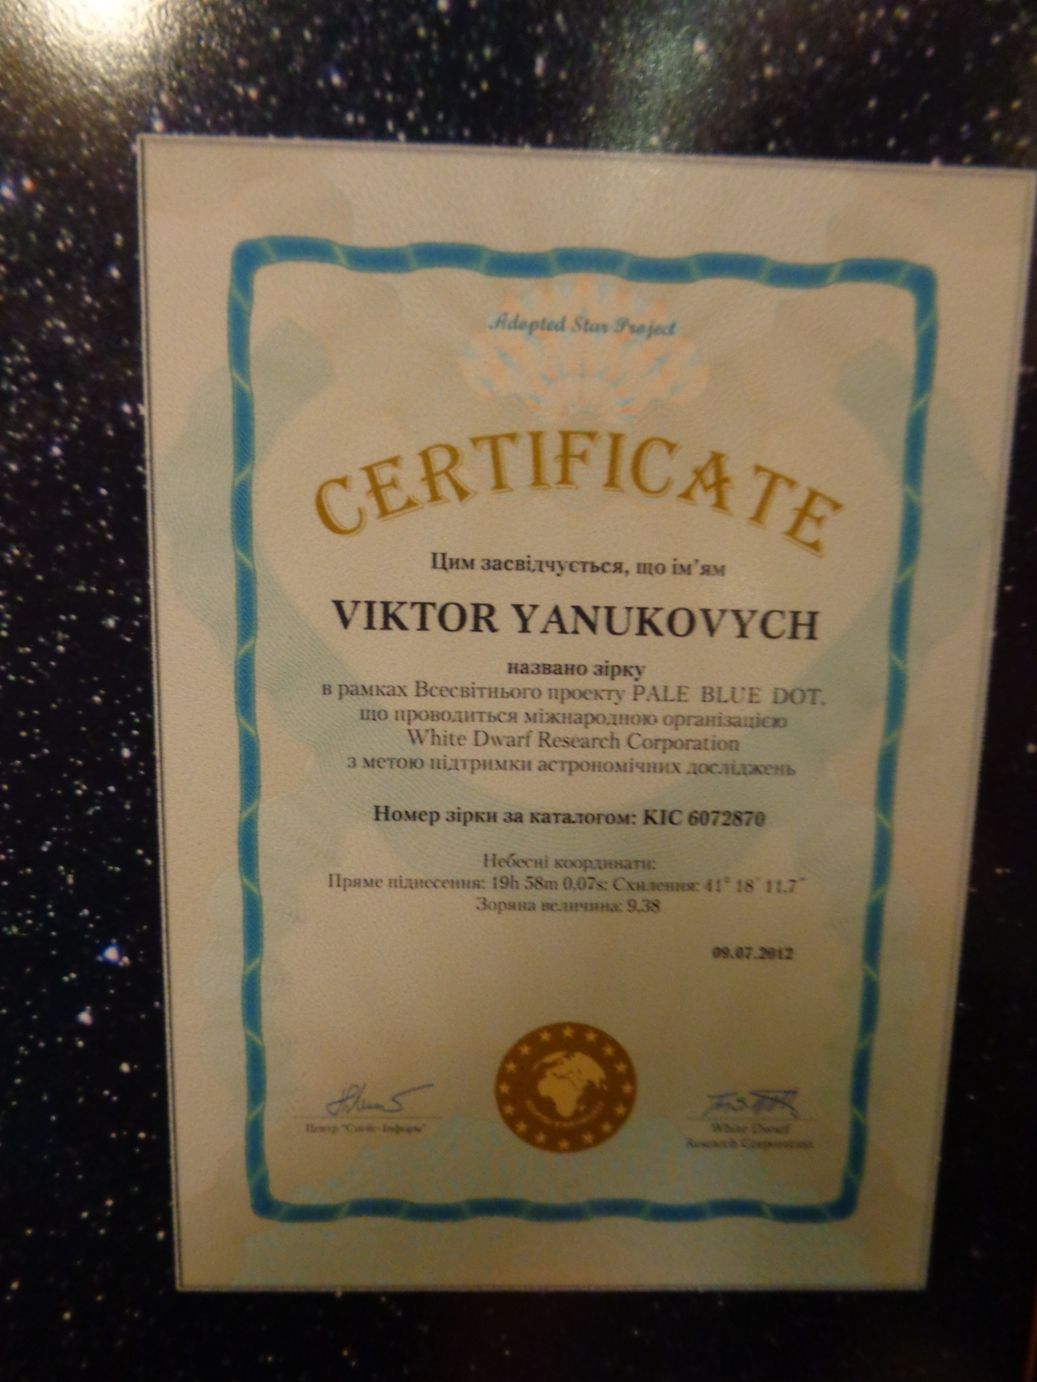 Adopted Star Project
CERTIFICATE
Цим засвідчується, що ім'ям
VIKTOR YANUKOVYCH
названо зірку
в рамках Всесвітнього проекту PALE BLUE DOT,
що проводиться міжнародною організацією
White Dwarf Research Corporation
з метою підтримки астрономічних досліджень
Номер зірки за каталогом: KIC 6072870
Небесні координати:
Пряме піднесення: 19h 58m 0,07s; Схилення: 41° 18' 11,7"
Зоряна величина: 9,38
09.07.2012
Центр "Спейс-Інформ"
White Dwarf
Research Corporation